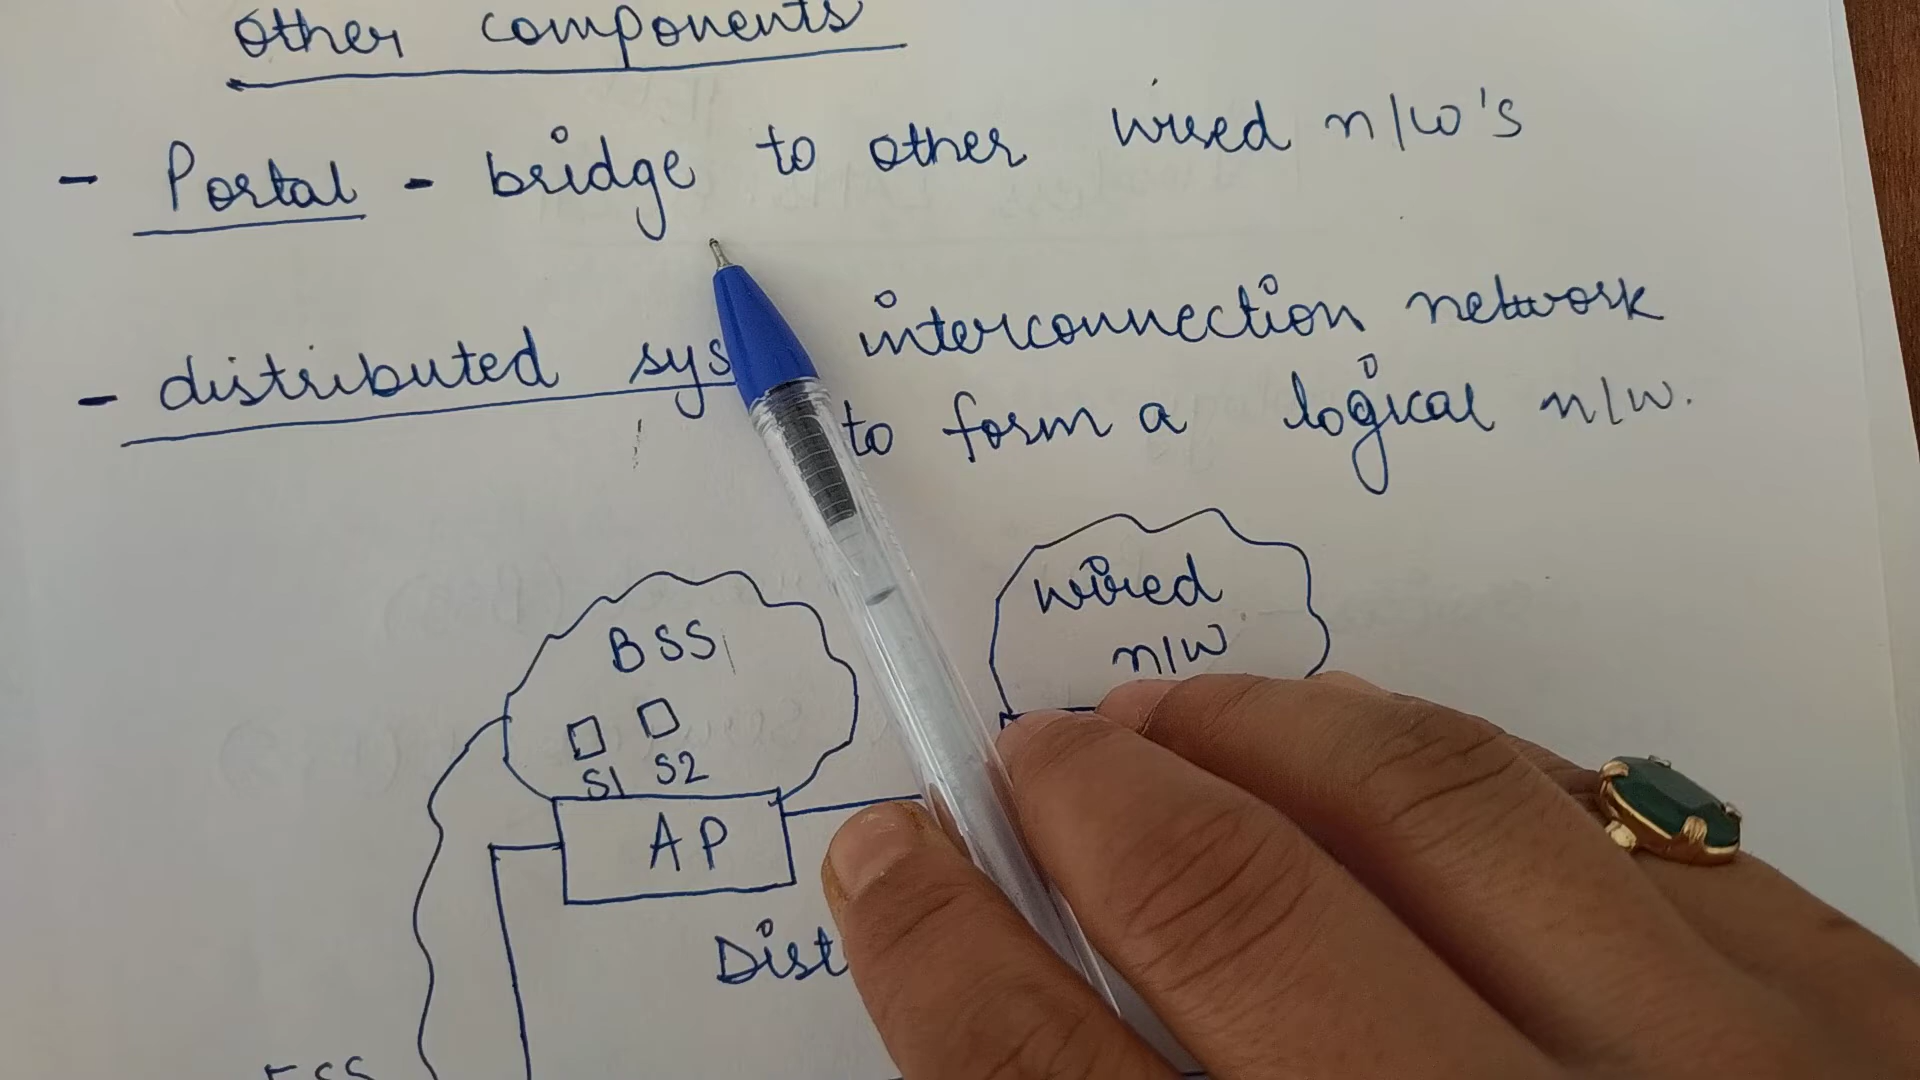 other components
- Portal - bridge to other wired n/w's
- distributed sys interconnection network
to form a logical n/w.
wired
n/w
BSS1
S1 S2
AP
Dist
ESS